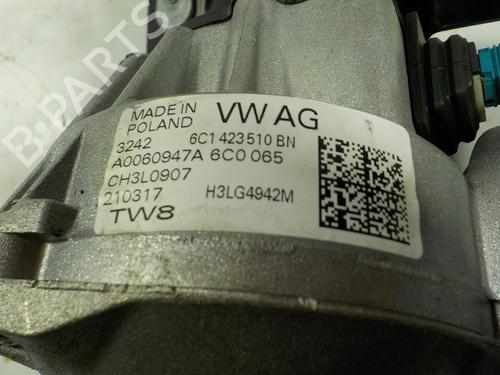 B-PARTS
MADE IN
POLAND
VW AG
3242 6C1 423 510 BN
A0060947A 6C0 065
CH3L0907
210317 H3LG4942M
TW8